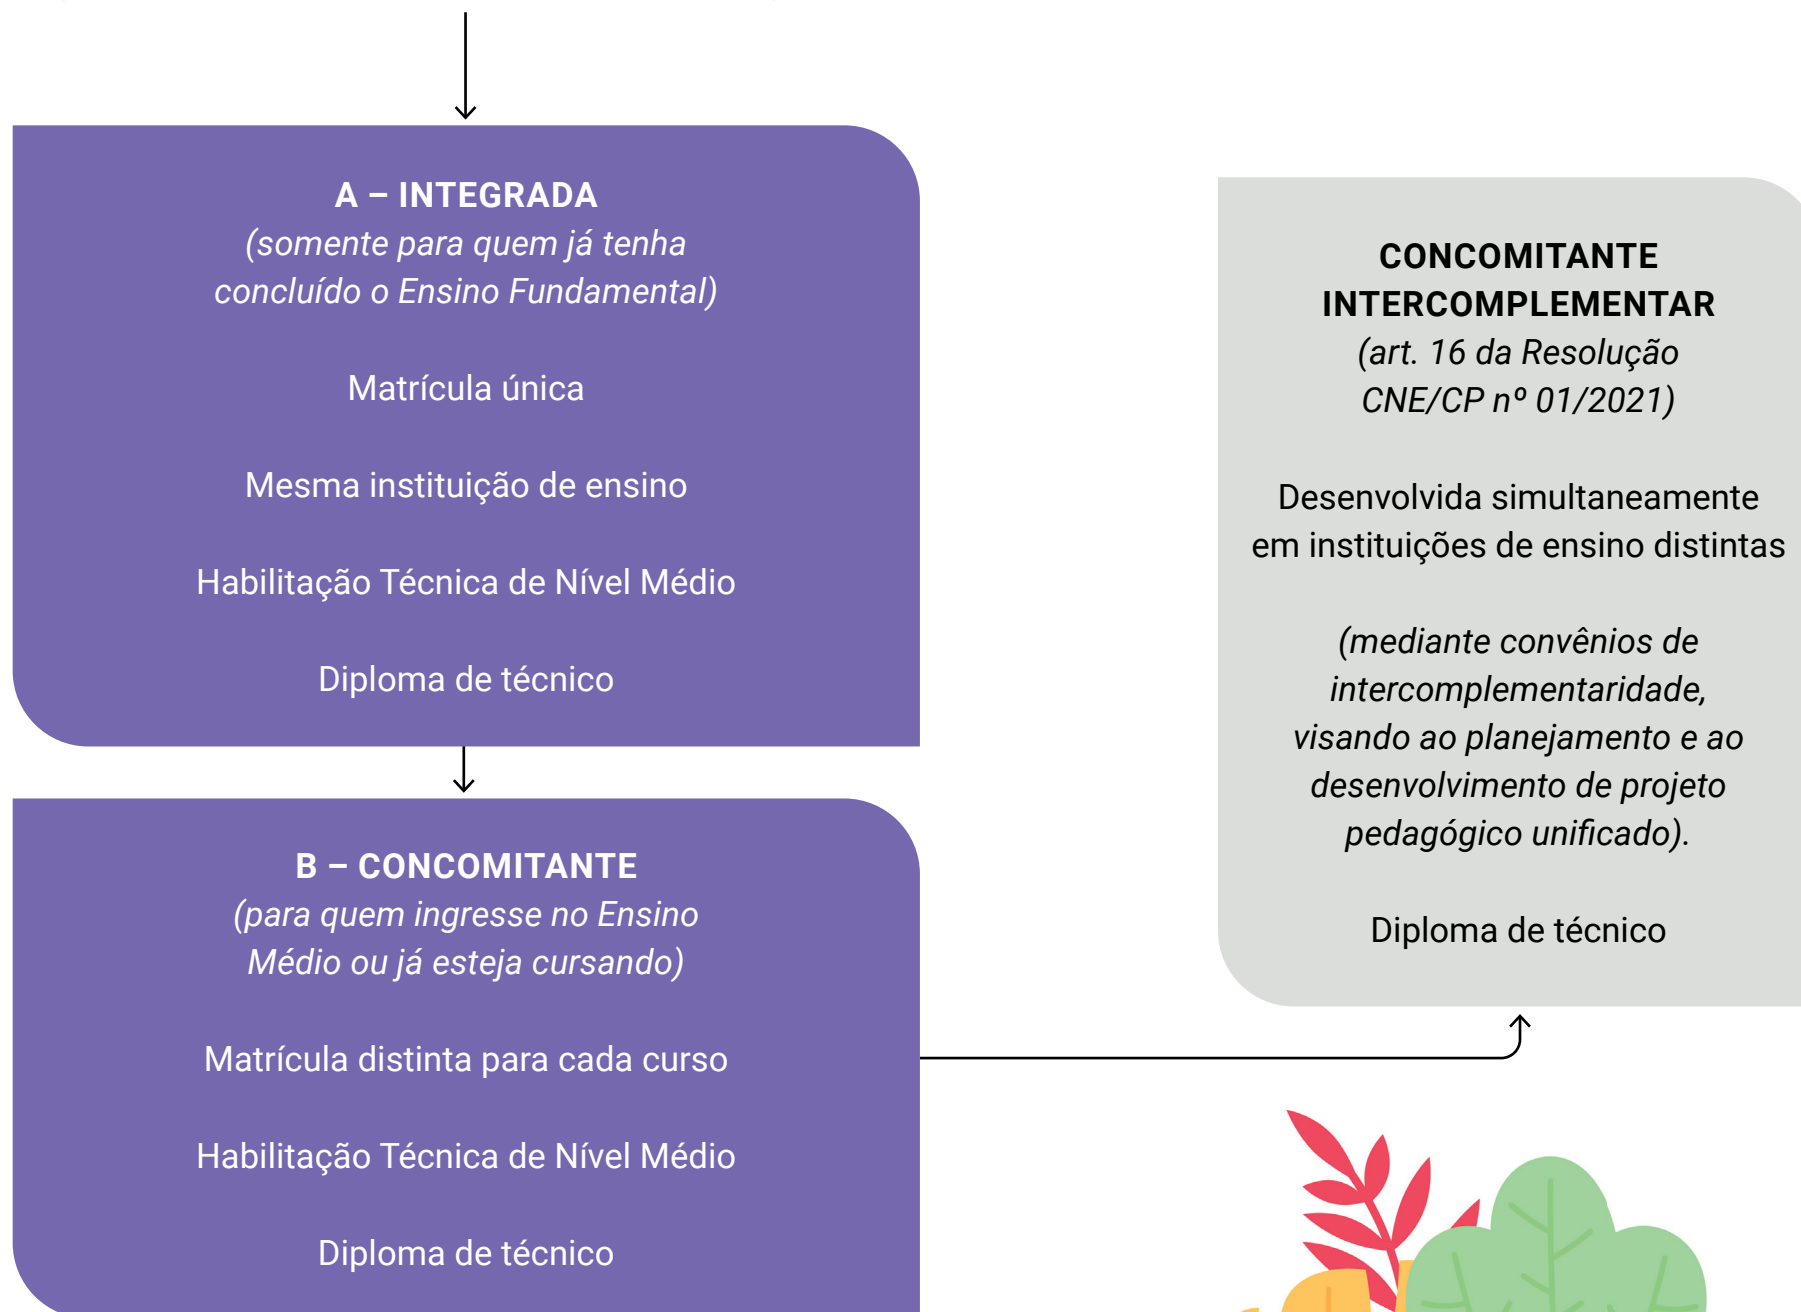 A – INTEGRADA
(somente para quem já tenha
concluído o Ensino Fundamental)
Matrícula única
Mesma instituição de ensino
Habilitação Técnica de Nível Médio
Diploma de técnico
B – CONCOMITANTE
(para quem ingresse no Ensino
Médio ou já esteja cursando)
Matrícula distinta para cada curso
Habilitação Técnica de Nível Médio
Diploma de técnico
CONCOMITANTE
INTERCOMPLEMENTAR
(art. 16 da Resolução
CNE/CP nº 01/2021)
Desenvolvida simultaneamente
em instituições de ensino distintas
(mediante convênios de
intercomplementaridade,
visando ao planejamento e ao
desenvolvimento de projeto
pedagógico unificado).
Diploma de técnico